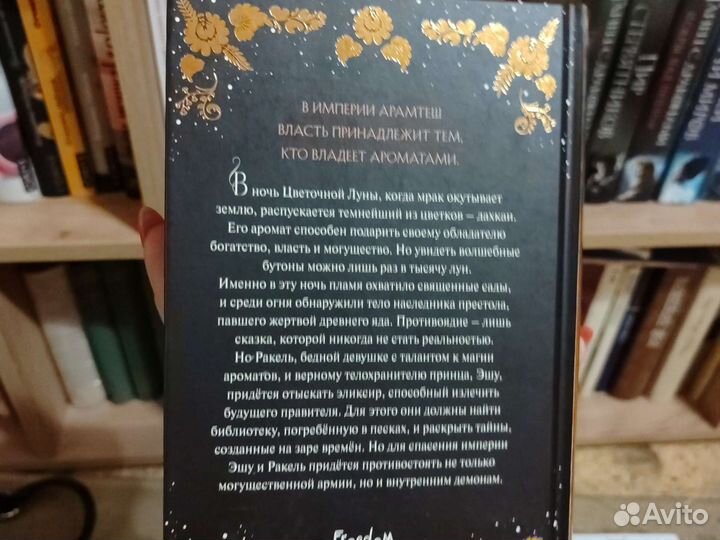 В ИМПЕРИИ АРАМТЕШ
ВЛАСТЬ ПРИНАДЛЕЖИТ ТЕМ,
КТО ВЛАДЕЕТ АРОМАТАМИ.
В ночь Цветочной Луны, когда мрак окутывает
землю, распускается темнейший из цветков – дахкан.
Его аромат способен подарить своему обладателю
богатство, власть и могущество. Но увидеть волшебные
бутоны можно лишь раз в тысячу лун.
Именно в эту ночь пламя охватило священные сады,
и среди огня обнаружили тело наследника престола,
павшего жертвой древнего яда. Противоядие – лишь
сказка, которой никогда не стать реальностью.
Но Ракель, бедной девушке с талантом к магии
ароматов, и верному телохранителю принца, Эшу,
придётся отыскать эликсир, способный излечить
будущего правителя. Для этого они должны найти
библиотеку, погребённую в песках, и раскрыть тайны,
созданные на заре времён. Но для спасения империи
Эшу и Ракель придётся противостоять не только
могущественной армии, но и внутренним демонам.
Freedom
Avito